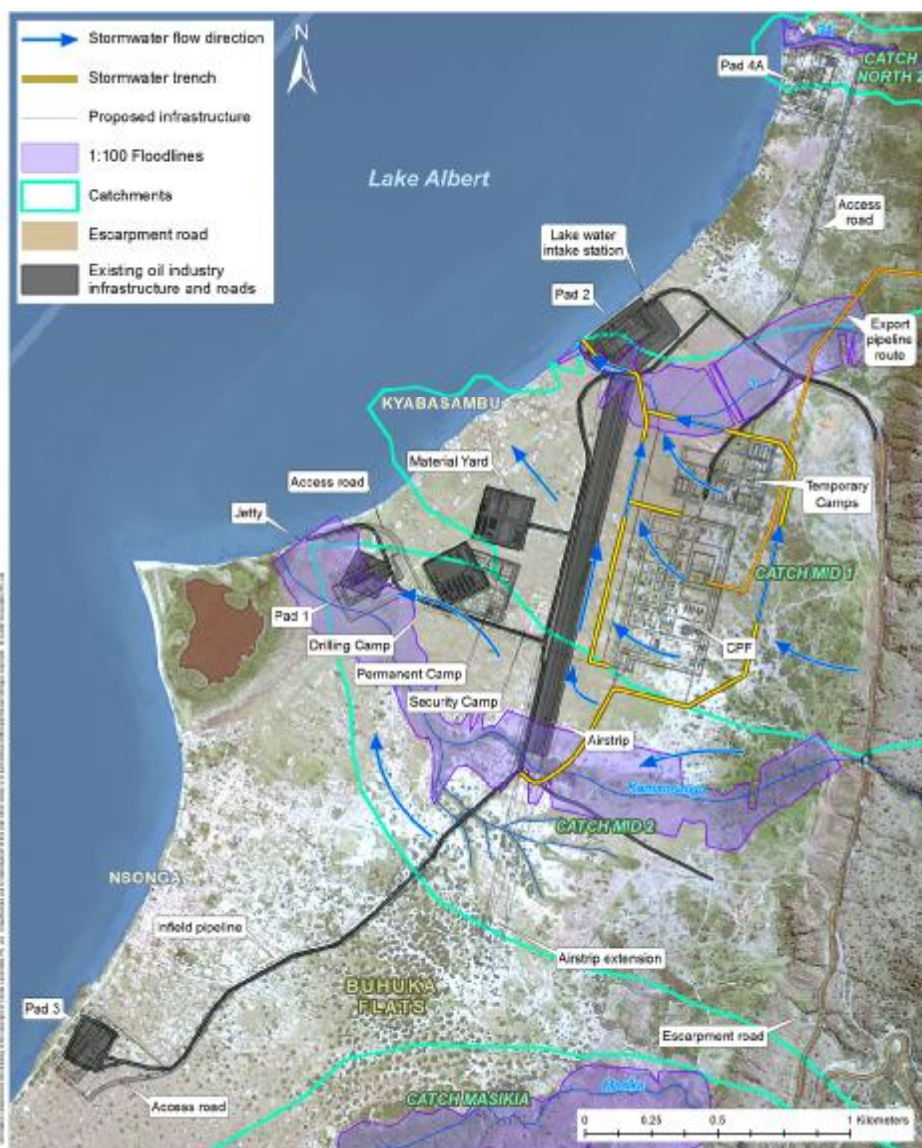 Stormwater flow direction
Stormwater trench
Proposed infrastructure
1:100 Floodlines
Catchments
Escarpment road
Existing oil industry
infrastructure and roads
N
Pad 4A
CATCH
NORTH 2
Lake Albert
Access
road
Lake water
intake station
Pad 2
Export
pipeline
route
KYABASAMBU
Material Yard
Access road
Temporary
Camps
Jetty
CATCH MID 1
Pad 1
Drilling Camp
CPF
Permanent Camp
Security Camp
Airstrip
CATCH MID 2
NSONGA
Infield pipeline
Airstrip extension
BUHUKA
FLATS
Pad 3
Escarpment road
Access road
CATCH MASIKIA
0 0.25 0.5 1 Kilometers